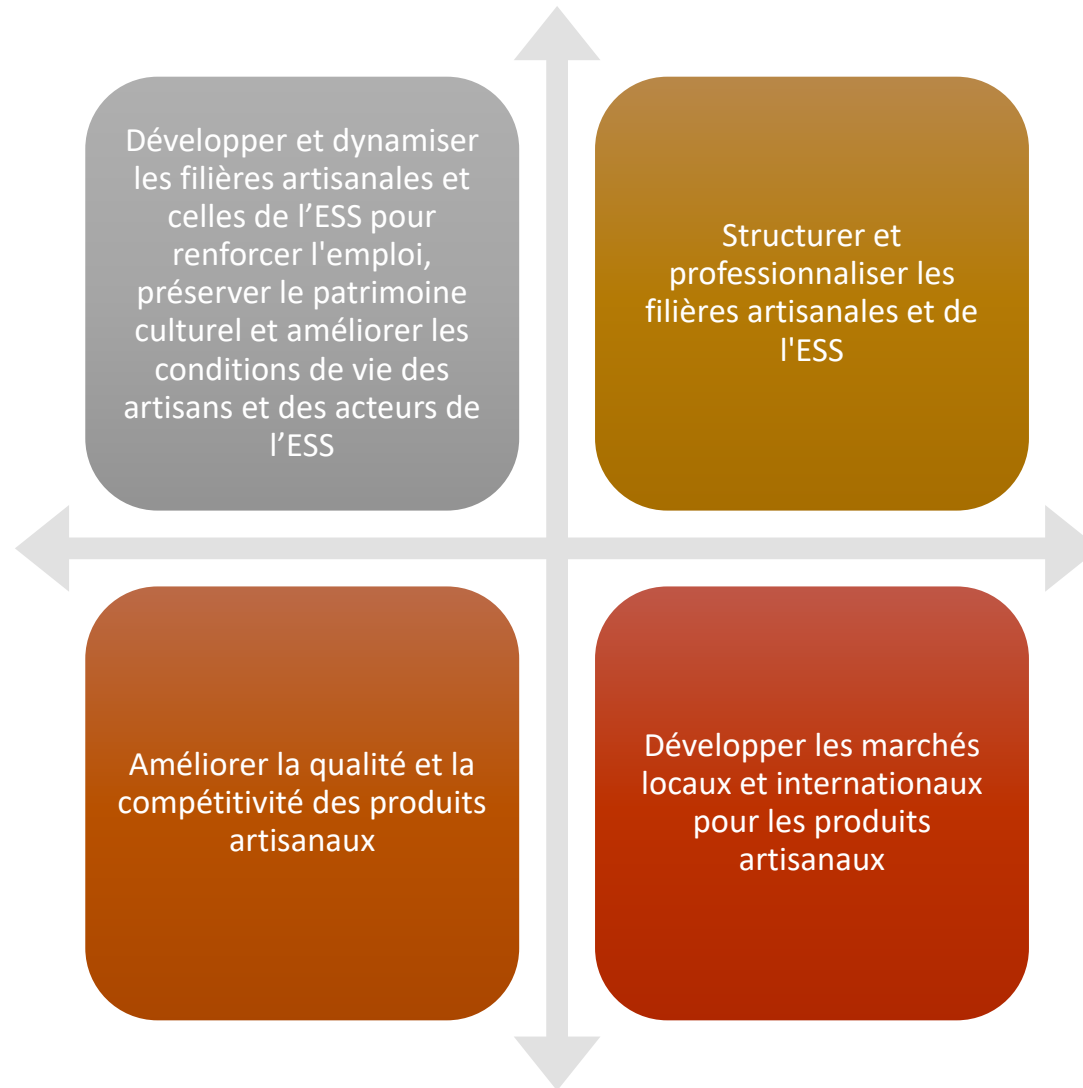 Développer et dynamiser
les filières artisanales et
celles de l’ESS pour
renforcer l'emploi,
préserver le patrimoine
culturel et améliorer les
conditions de vie des
artisans et des acteurs de
l’ESS
Structurer et
professionnaliser les
filières artisanales et de
l'ESS
Améliorer la qualité et la
compétitivité des produits
artisanaux
Développer les marchés
locaux et internationaux
pour les produits
artisanaux